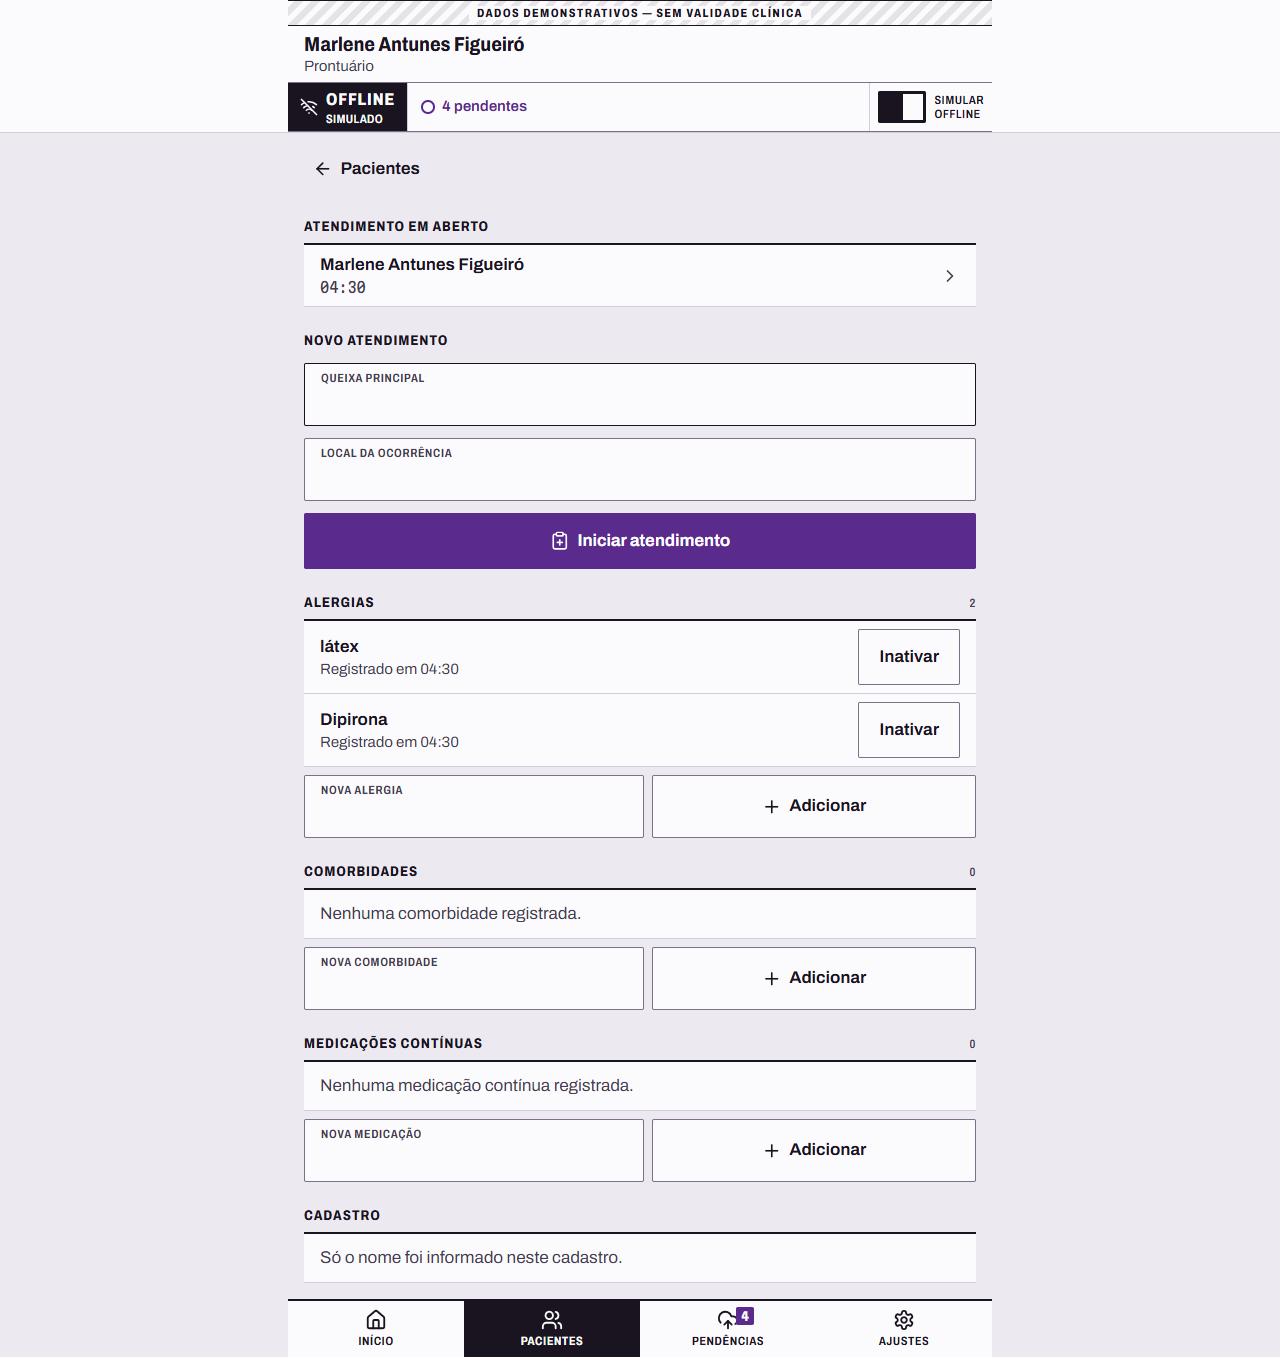 DADOS DEMONSTRATIVOS — SEM VALIDADE CLÍNICA
Marlene Antunes Figueiró
Prontuário
OFFLINE
SIMULADO
4 pendentes
SIMULAR
OFFLINE
Pacientes
ATENDIMENTO EM ABERTO
Marlene Antunes Figueiró
04:30
NOVO ATENDIMENTO
QUEIXA PRINCIPAL
LOCAL DA OCORRÊNCIA
Iniciar atendimento
ALERGIAS 2
látex
Registrado em 04:30
Inativar
Dipirona
Registrado em 04:30
Inativar
NOVA ALERGIA
Adicionar
COMORBIDADES 0
Nenhuma comorbidade registrada.
NOVA COMORBIDADE
Adicionar
MEDICAÇÕES CONTÍNUAS 0
Nenhuma medicação contínua registrada.
NOVA MEDICAÇÃO
Adicionar
CADASTRO
Só o nome foi informado neste cadastro.
INÍCIO
PACIENTES
4
PENDÊNCIAS
AJUSTES